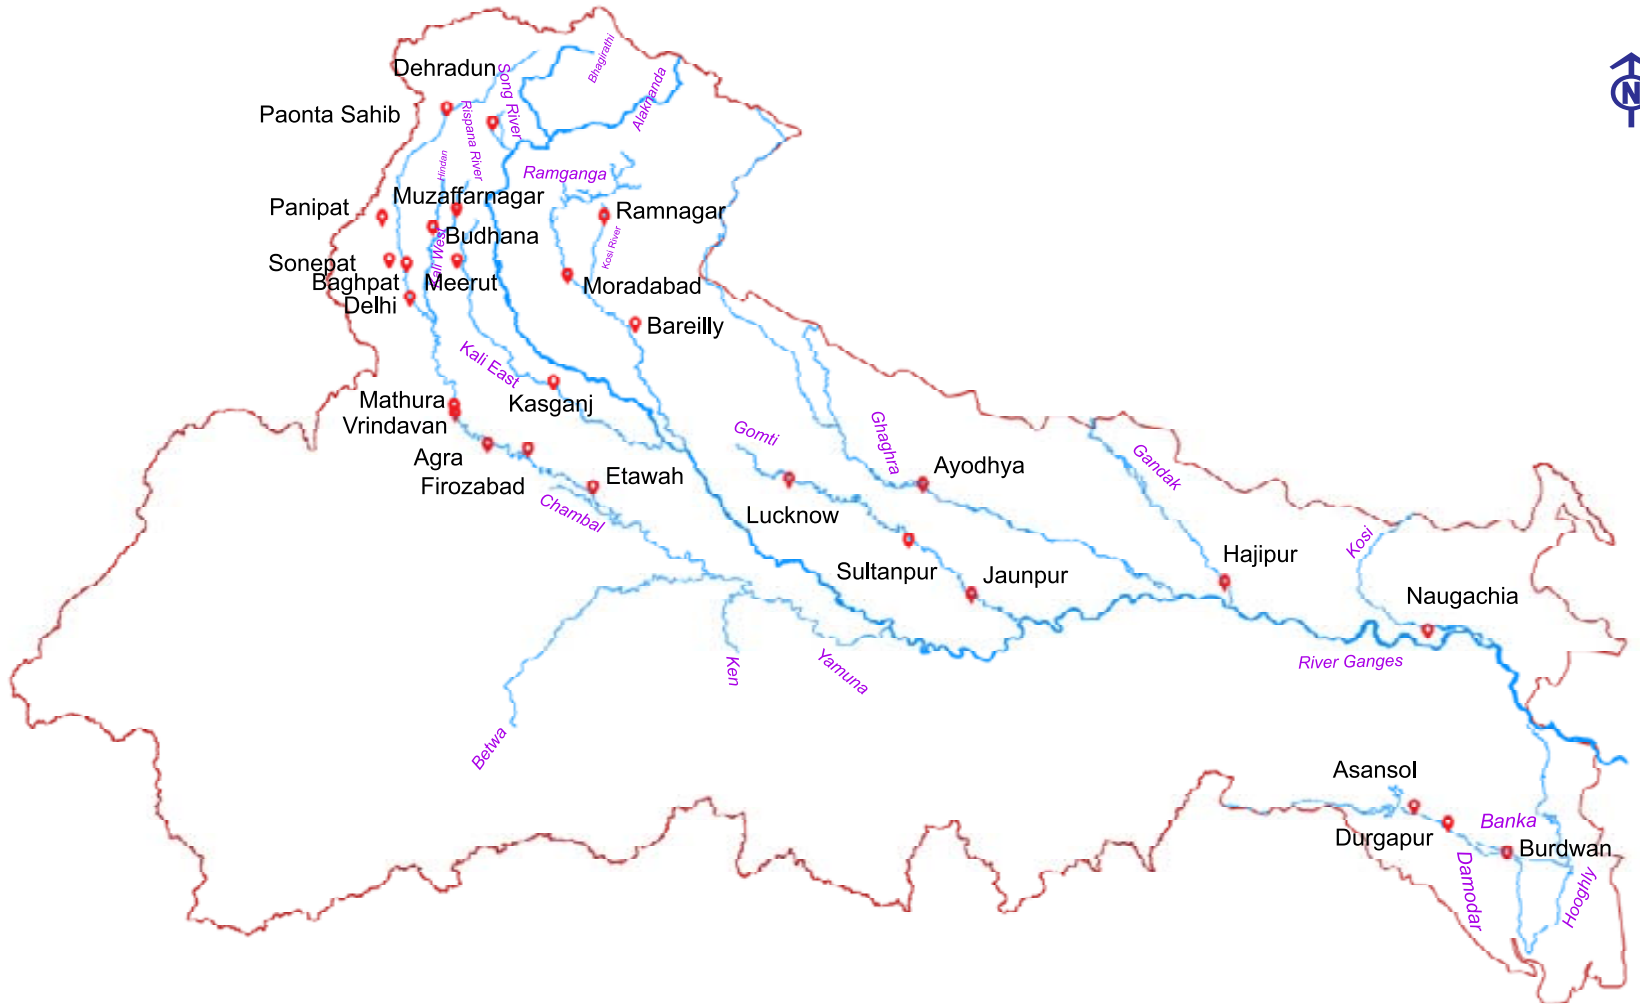 Dehradun
Song River
Bhagirathi
Alaknanda
N
Paonta Sahib
Rispana River
Hindan
Ramganga
Muzaffarnagar
Panipat
Ramnagar
Budhana
Kosi River
Kali West
Sonepat
Baghpat
Meerut
Moradabad
Delhi
Bareilly
Kali East
Kasganj
Mathura
Vrindavan
Gomti
Ghaghra
Gandak
Agra
Ayodhya
Firozabad
Etawah
Chambal
Lucknow
Kosi
Hajipur
Sultanpur
Jaunpur
Naugachia
Ken
Yamuna
River Ganges
Betwa
Asansol
Durgapur
Banka
Burdwan
Damodar
Hooghly